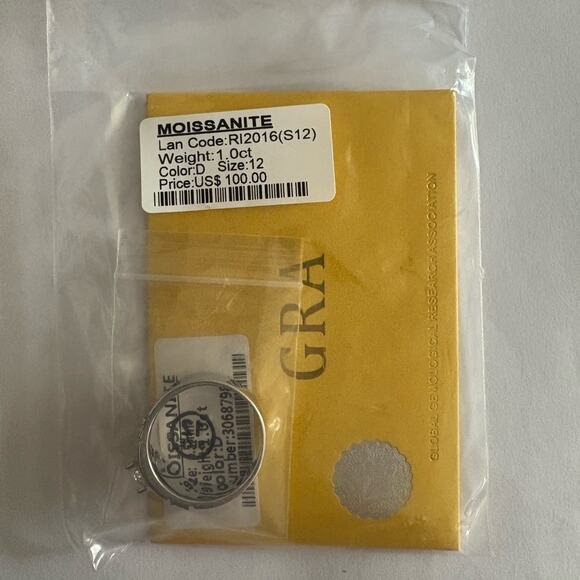 MOISSANITE
Lan Code:RI2016(S12)
Weight:1.0ct
Color:D Size:12
Price:US$ 100.00
GRA
GLOBAL GEMOLOGICAL RESEARCH ASSOCIATION
OISSANITE